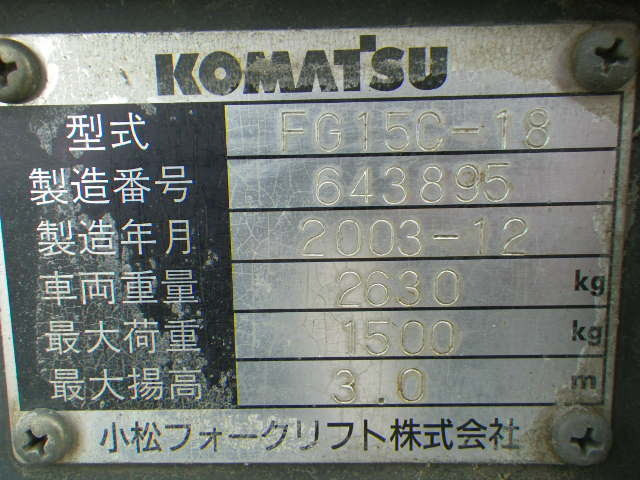 KOMATSU
型式 FG15C-18
製造番号 643895
製造年月 2003-12
車両重量 2630 kg
最大荷重 1500 kg
最大揚高 3.0 m
小松フォークリフト株式会社